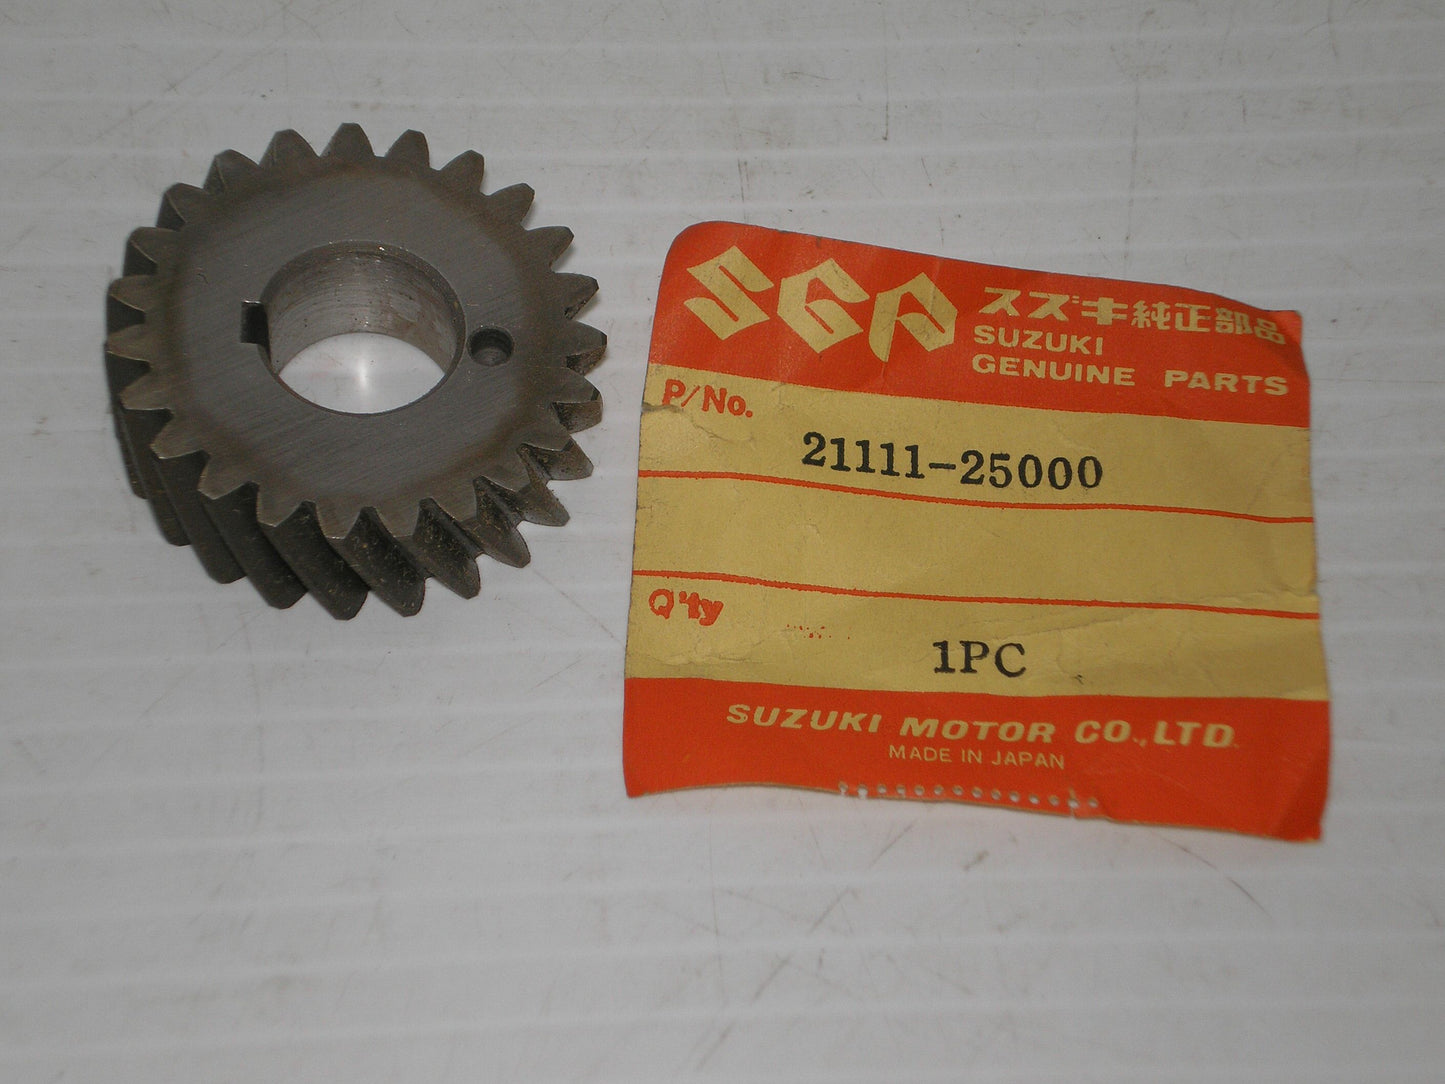 SGP スズキ純正部品
SUZUKI
GENUINE PARTS
P/No.
21111-25000
Q'ty
1PC
SUZUKI MOTOR CO.,LTD.
MADE IN JAPAN